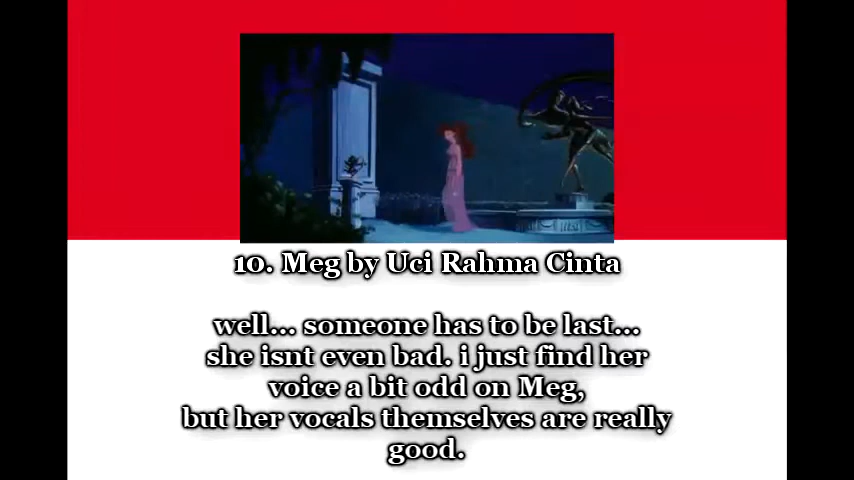 10. Meg by Uci Rahma Cinta
well... someone has to be last...
she isnt even bad. i just find her
voice a bit odd on Meg,
but her vocals themselves are really
good.